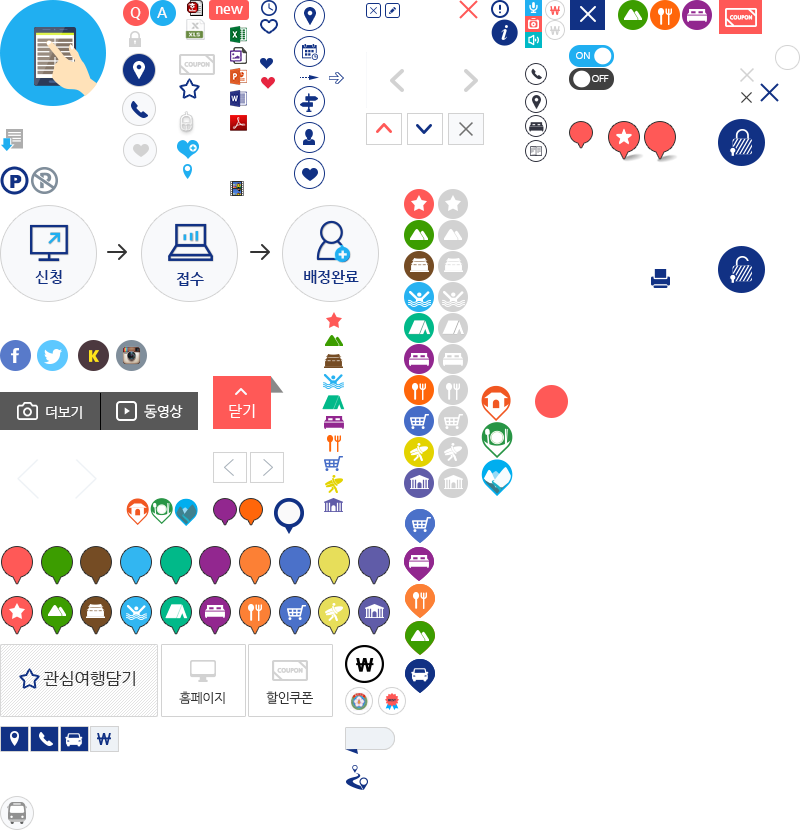 Q A new
XLS
COUPON
COUPON
ON
OFF
P P
신청
접수
배정완료
f
K
더보기
동영상
닫기
관심여행담기
홈페이지
COUPON
할인쿠폰
₩
₩
₩
₩